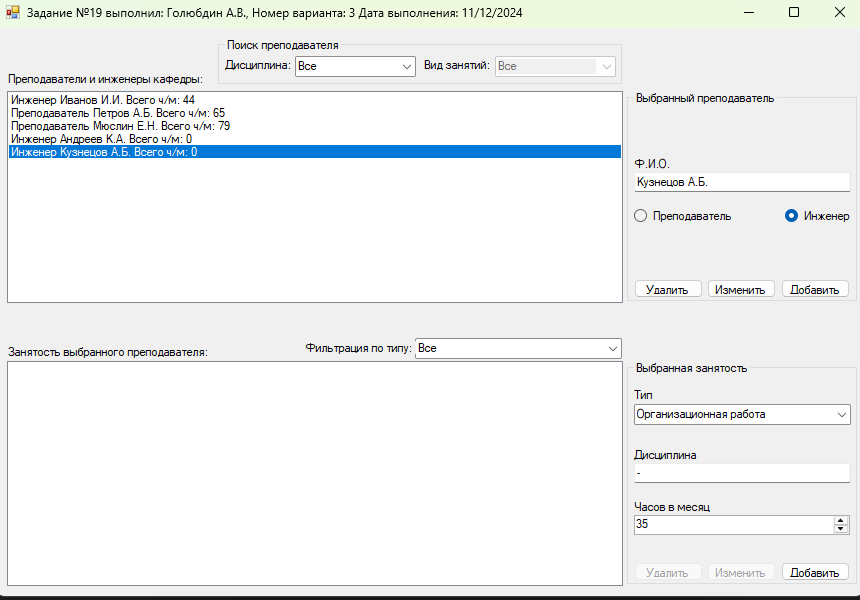 Задание №19 выполнил: Голюбдин А.В., Номер варианта: 3 Дата выполнения: 11/12/2024
Поиск преподавателя
Дисциплина: Все Вид занятий: Все
Преподаватели и инженеры кафедры:
Инженер Иванов И.И. Всего ч/м: 44
Преподаватель Петров А.Б. Всего ч/м: 65
Преподаватель Мюслин Е.Н. Всего ч/м: 79
Инженер Андреев К.А. Всего ч/м: 0
Инженер Кузнецов А.Б. Всего ч/м: 0
Выбранный преподаватель
Ф.И.О.
Кузнецов А.Б.
Преподаватель Инженер
Удалить Изменить Добавить
Занятость выбранного преподавателя: Фильтрация по типу: Все
Выбранная занятость
Тип
Организационная работа
Дисциплина
-
Часов в месяц
35
Удалить Изменить Добавить